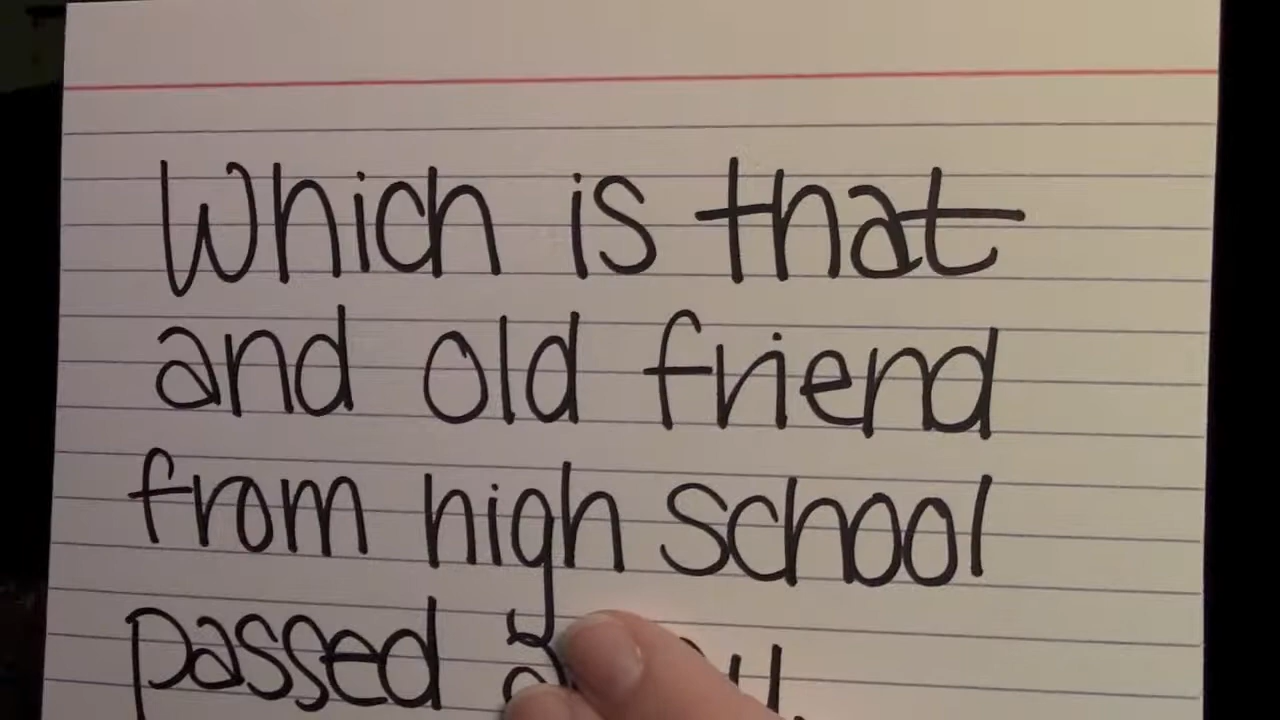 Which is that
and old friend
from high school
passed